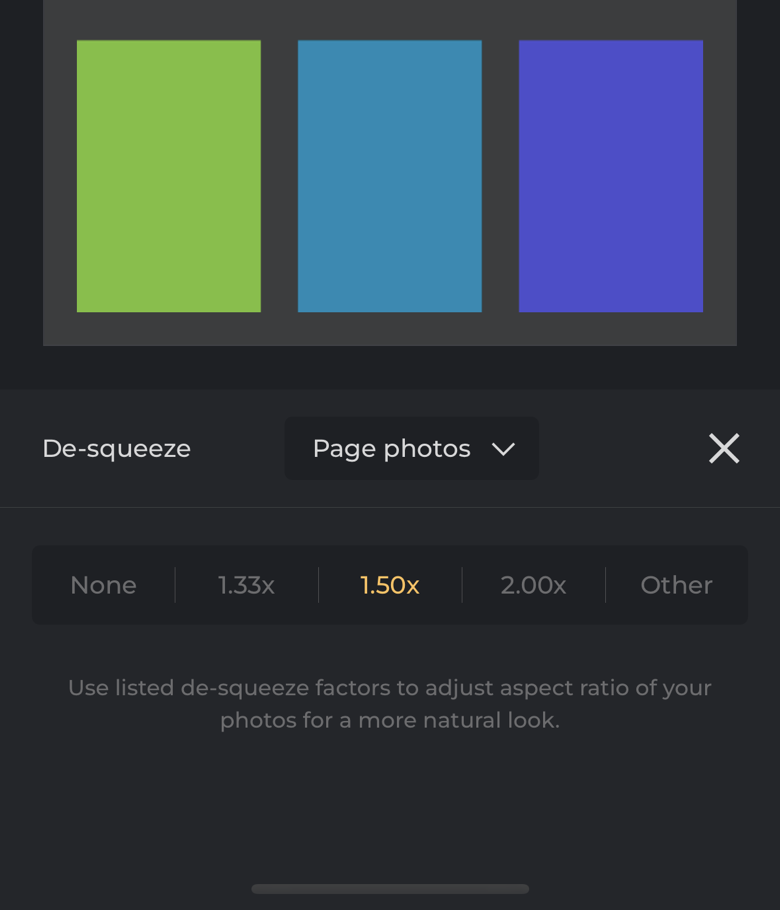 De-squeeze
Page photos
None
1.33x
1.50x
2.00x
Other
Use listed de-squeeze factors to adjust aspect ratio of your
photos for a more natural look.